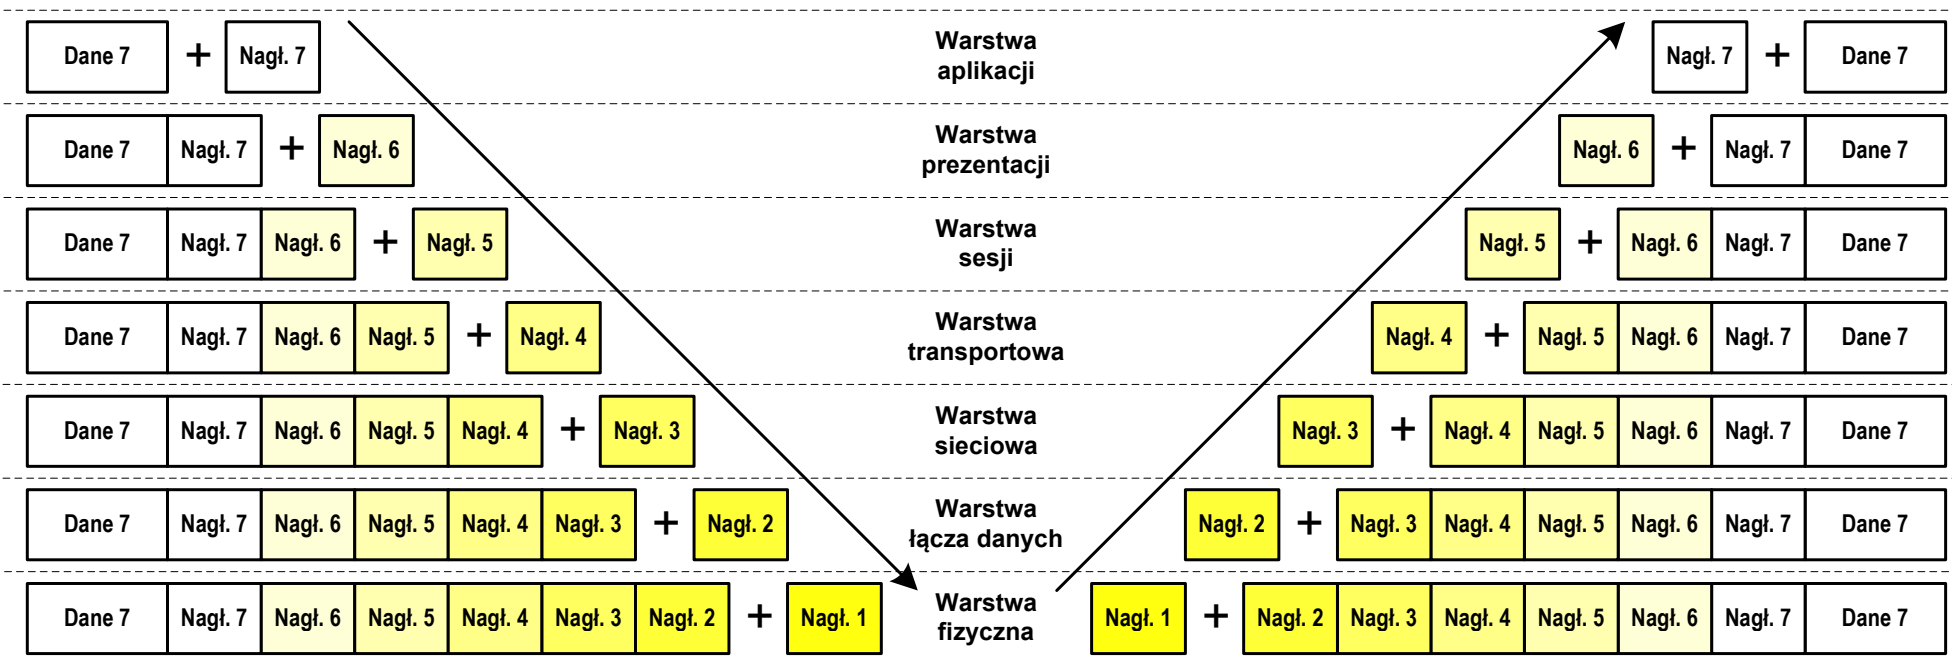 Dane 7 + Nagł. 7 Warstwa aplikacji Nagł. 7 + Dane 7
Dane 7 Nagł. 7 + Nagł. 6 Warstwa prezentacji Nagł. 6 + Nagł. 7 Dane 7
Dane 7 Nagł. 7 Nagł. 6 + Nagł. 5 Warstwa sesji Nagł. 5 + Nagł. 6 Nagł. 7 Dane 7
Dane 7 Nagł. 7 Nagł. 6 Nagł. 5 + Nagł. 4 Warstwa transportowa Nagł. 4 + Nagł. 5 Nagł. 6 Nagł. 7 Dane 7
Dane 7 Nagł. 7 Nagł. 6 Nagł. 5 Nagł. 4 + Nagł. 3 Warstwa sieciowa Nagł. 3 + Nagł. 4 Nagł. 5 Nagł. 6 Nagł. 7 Dane 7
Dane 7 Nagł. 7 Nagł. 6 Nagł. 5 Nagł. 4 Nagł. 3 + Nagł. 2 Warstwa łącza danych Nagł. 2 + Nagł. 3 Nagł. 4 Nagł. 5 Nagł. 6 Nagł. 7 Dane 7
Dane 7 Nagł. 7 Nagł. 6 Nagł. 5 Nagł. 4 Nagł. 3 Nagł. 2 + Nagł. 1 Warstwa fizyczna Nagł. 1 + Nagł. 2 Nagł. 3 Nagł. 4 Nagł. 5 Nagł. 6 Nagł. 7 Dane 7